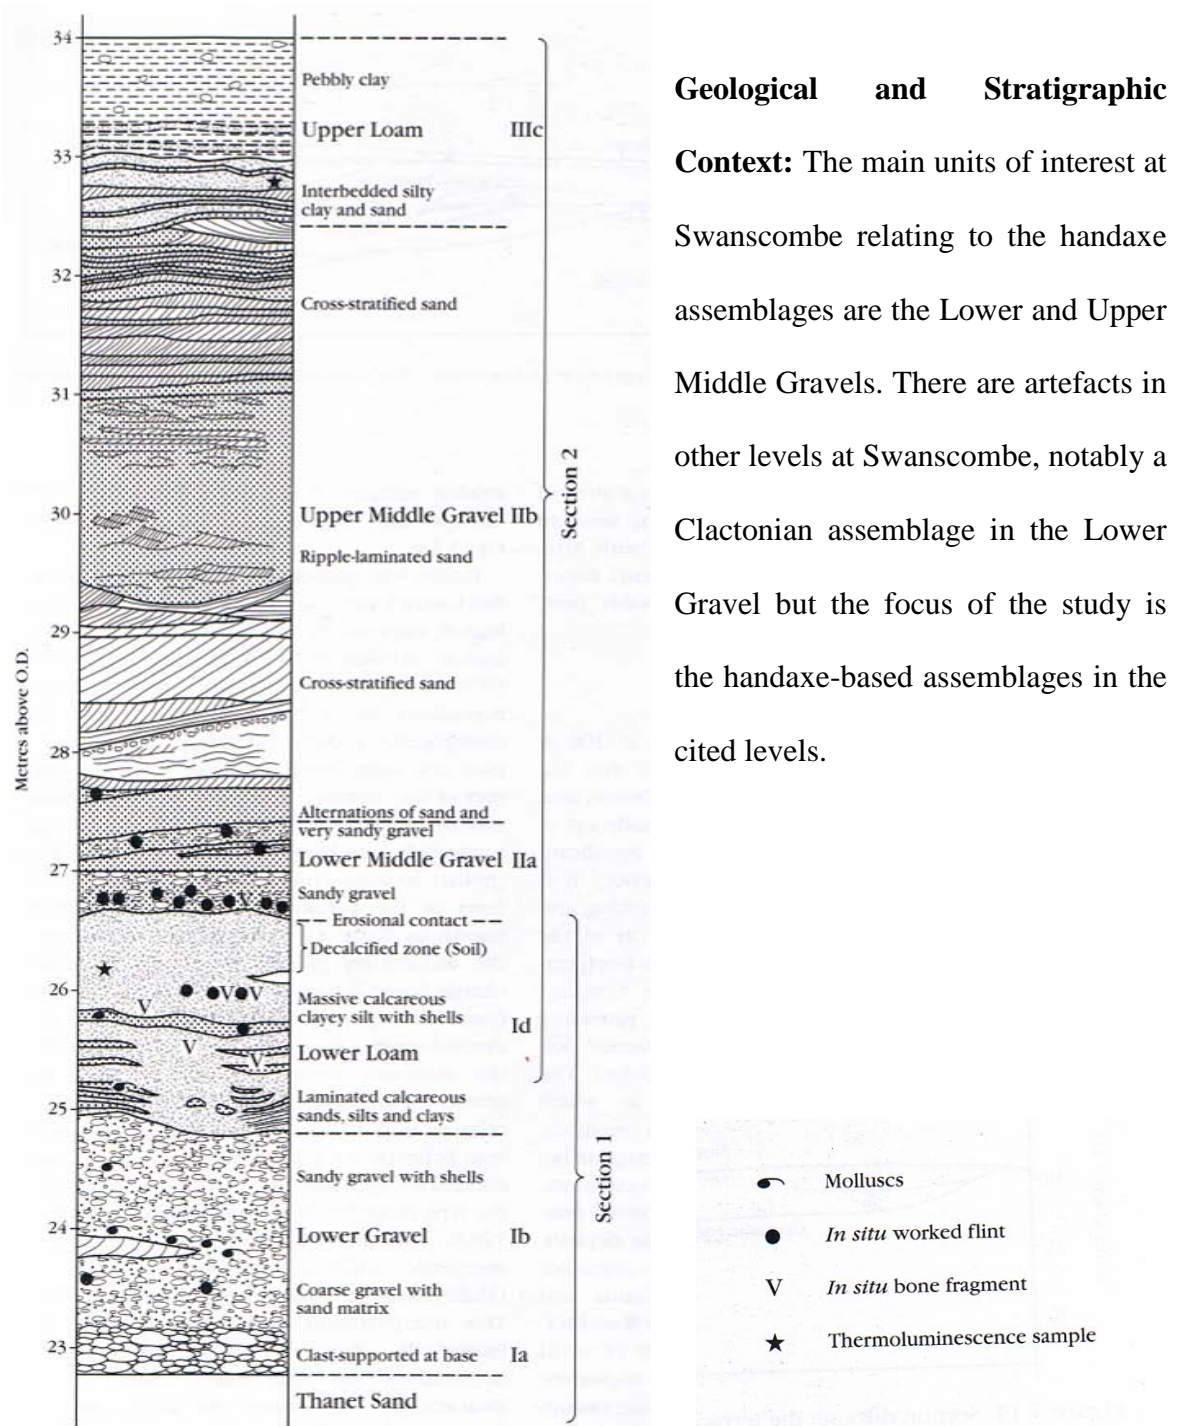 34
Pebbly clay
Upper Loam IIIc
33
Interbedded silty
clay and sand
32
Cross-stratified sand
31
Section 2
30
Upper Middle Gravel IIb
Ripple-laminated sand
29
Metres above O.D.
Cross-stratified sand
28
Alternations of sand and
very sandy gravel
27
Lower Middle Gravel IIa
Sandy gravel
Erosional contact
Decalcified zone (Soil)
26
V
V V
Massive calcareous
clayey silt with shells
Id
V
V
Lower Loam
25
Laminated calcareous
sands, silts and clays
Section 1
Sandy gravel with shells
24
Lower Gravel Ib
Coarse gravel with
sand matrix
23
Clast-supported at base Ia
Thanet Sand
Geological and Stratigraphic
Context: The main units of interest at
Swanscombe relating to the handaxe
assemblages are the Lower and Upper
Middle Gravels. There are artefacts in
other levels at Swanscombe, notably a
Clactonian assemblage in the Lower
Gravel but the focus of the study is
the handaxe-based assemblages in the
cited levels.
Molluscs
In situ worked flint
V In situ bone fragment
Thermoluminescence sample